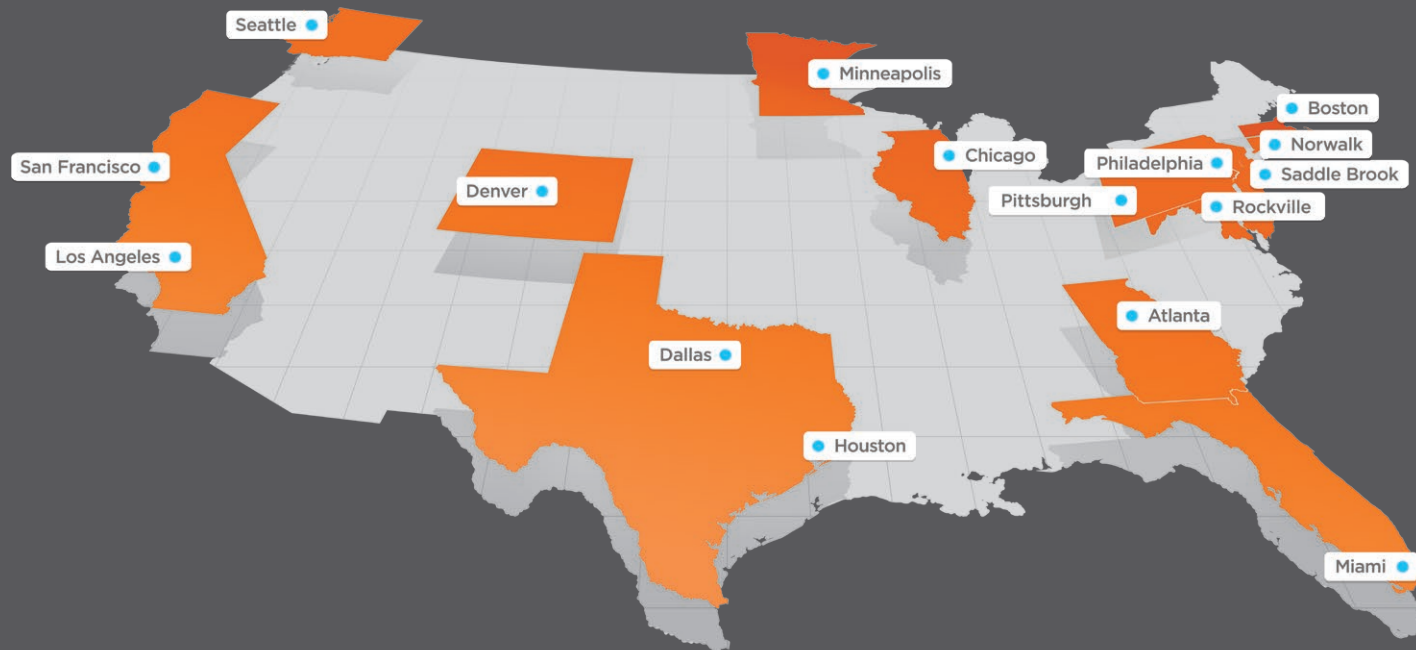 Seattle
Minneapolis
Boston
Norwalk
Chicago
Philadelphia
San Francisco
Saddle Brook
Denver
Pittsburgh
Rockville
Los Angeles
Atlanta
Dallas
Houston
Miami